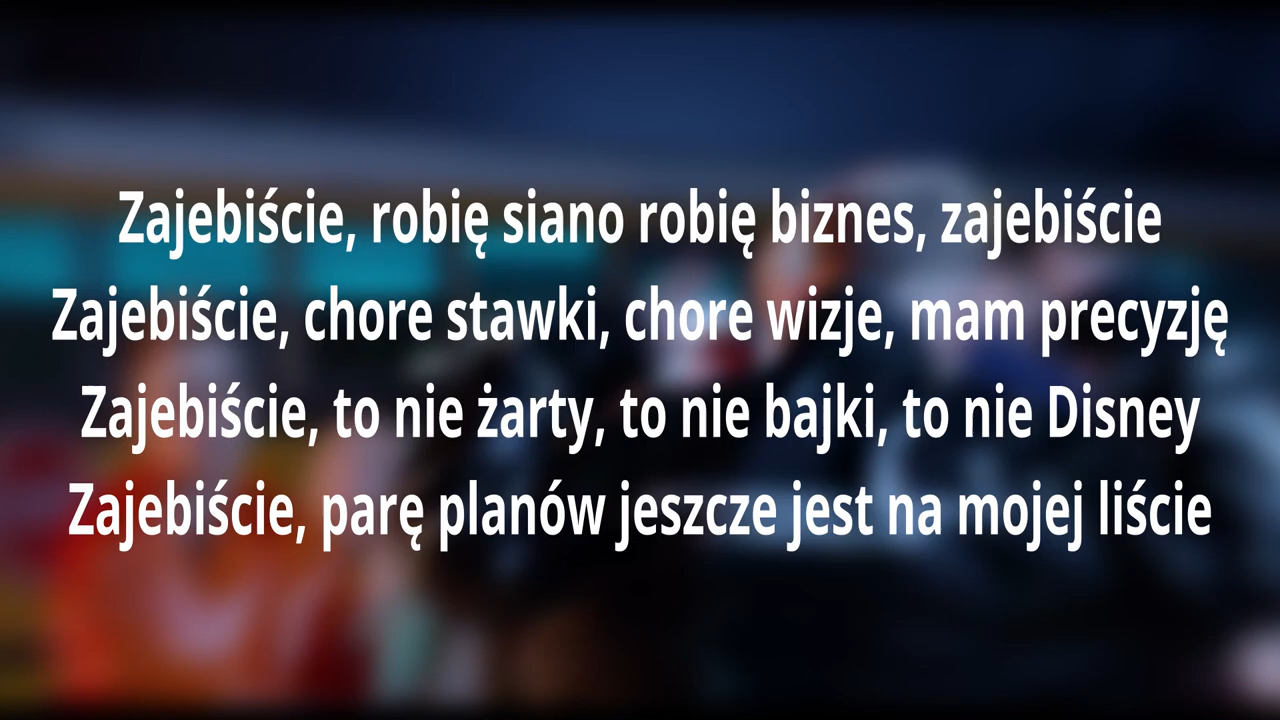 Zajebiście, robię siano robię biznes, zajebiście
Zajebiście, chore stawki, chore wizje, mam precyzję
Zajebiście, to nie żarty, to nie bajki, to nie Disney
Zajebiście, parę planów jeszcze jest na mojej liście